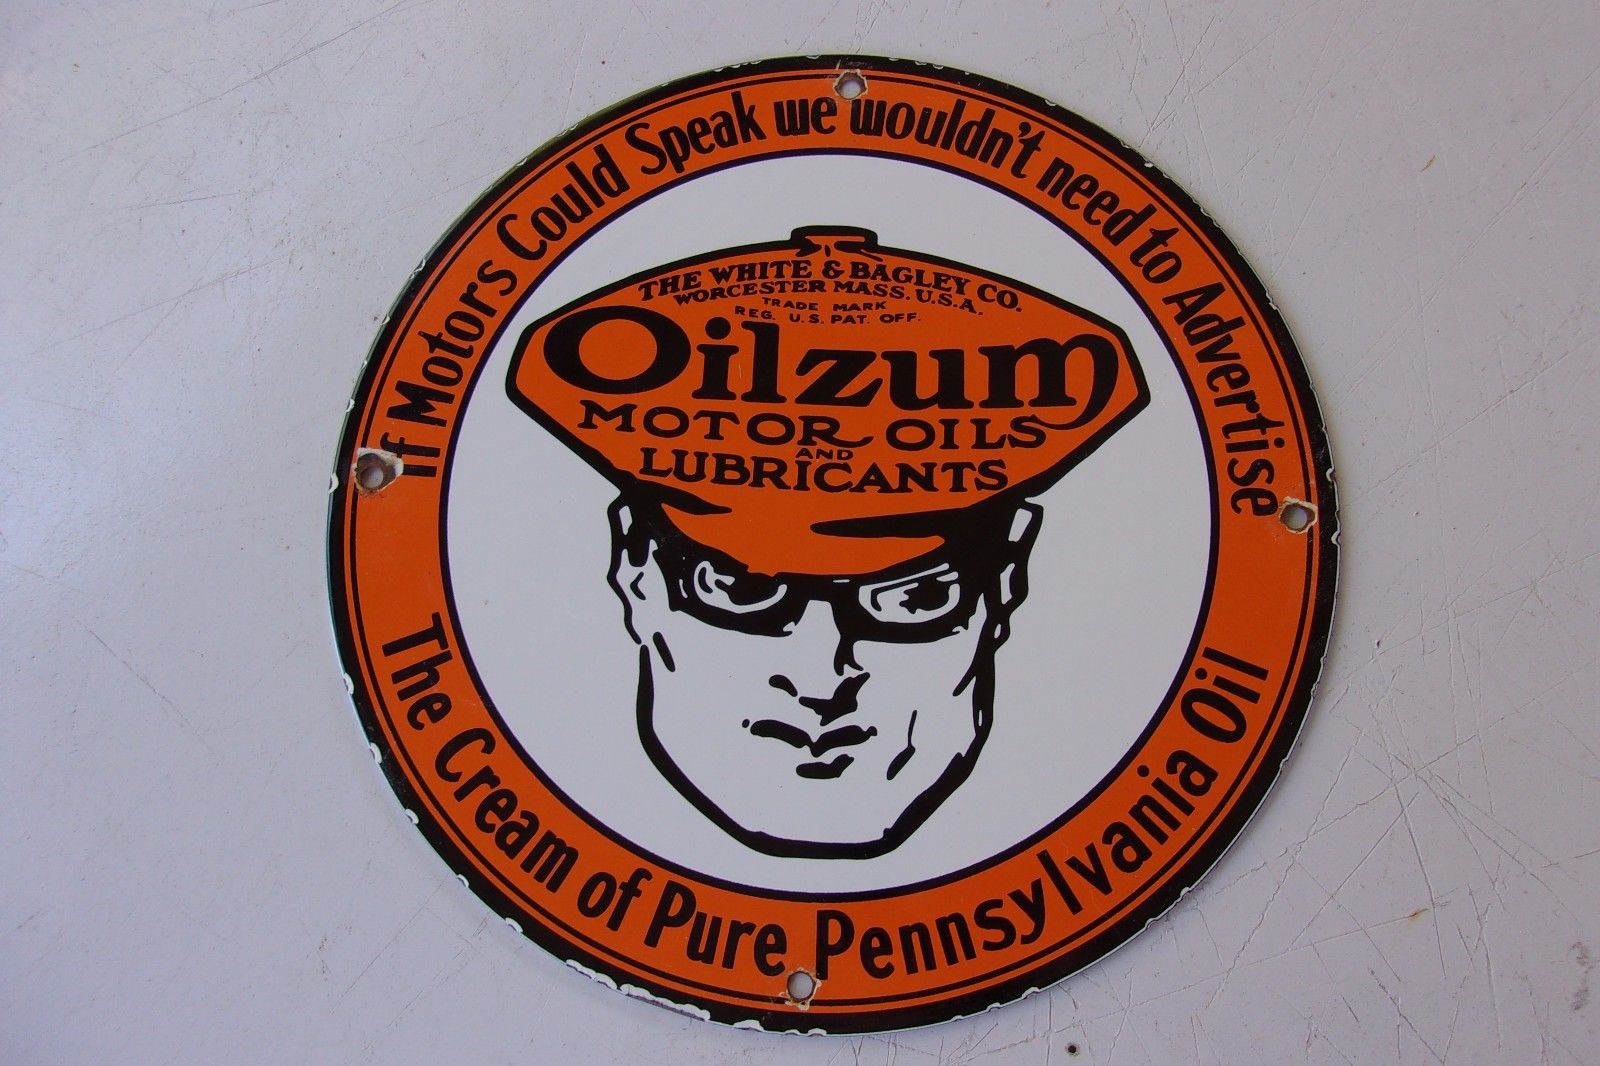 If Motors Could Speak we wouldn't need to Advertise
THE WHITE & BAGLEY CO.
WORCESTER MASS. U.S.A.
TRADE MARK
REG. U.S. PAT. OFF.
Oilzum
MOTOR OILS
AND
LUBRICANTS
The Cream of Pure Pennsylvania Oil